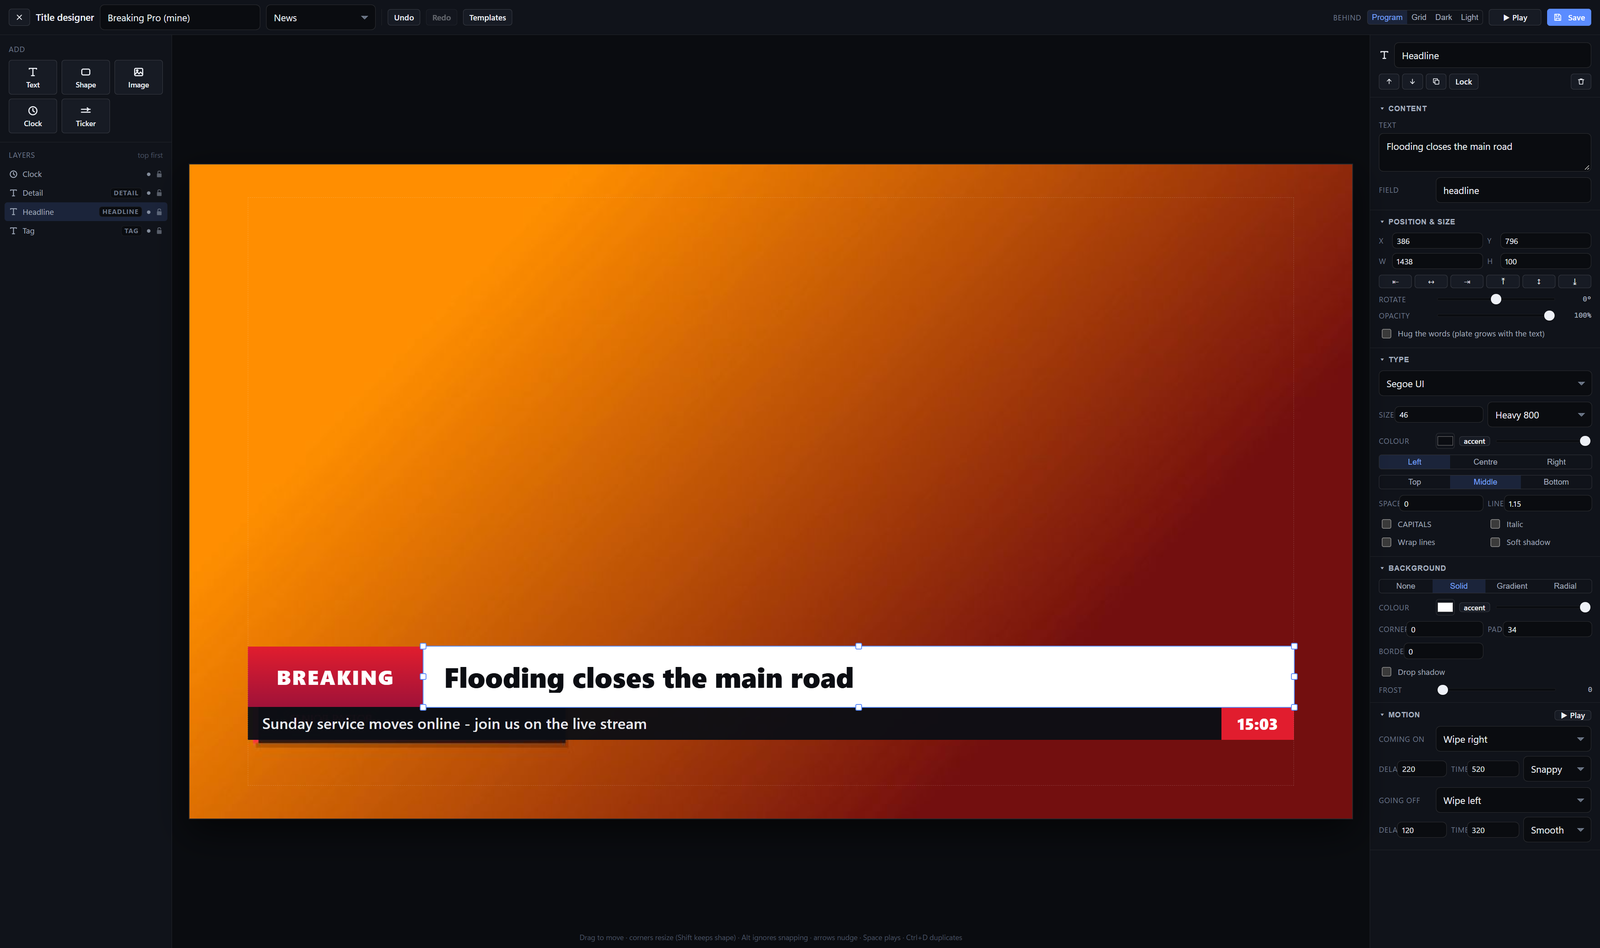 ✕ Title designer Breaking Pro (mine) News Undo Redo Templates BEHIND Program Grid Dark Light Play Save
ADD
Text Shape Image
Clock Ticker
LAYERS top first
Clock
Detail DETAIL
Headline HEADLINE
Tag TAG
BREAKING Flooding closes the main road
Sunday service moves online - join us on the live stream 15:03
Drag to move · corners resize (Shift keeps shape) · Alt ignores snapping · arrows nudge · Space plays · Ctrl+D duplicates
Headline
↑ ↓ Lock
CONTENT
TEXT
Flooding closes the main road
FIELD headline
POSITION & SIZE
X 386 Y 796
W 1438 H 100
ROTATE 0°
OPACITY 100%
Hug the words (plate grows with the text)
TYPE
Segoe UI
SIZE 46 Heavy 800
COLOUR accent
Left Centre Right
Top Middle Bottom
SPACE 0 LINE 1.15
CAPITALS Italic
Wrap lines Soft shadow
BACKGROUND
None Solid Gradient Radial
COLOUR accent
CORNER 0 PAD 34
BORDE 0
Drop shadow
FROST 0
MOTION Play
COMING ON Wipe right
DELA 220 TIME 520 Snappy
GOING OFF Wipe left
DELA 120 TIME 320 Smooth